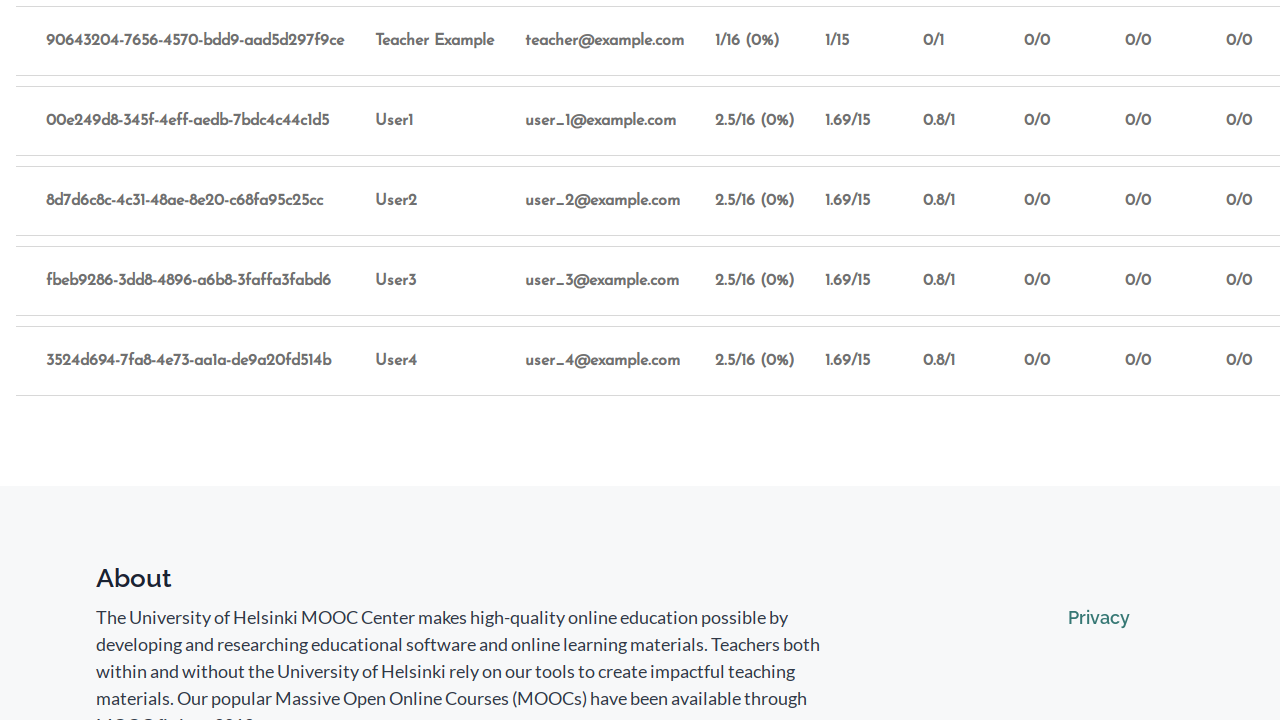 90643204-7656-4570-bdd9-aad5d297f9ce Teacher Example teacher@example.com 1/16 (0%) 1/15 0/1 0/0 0/0 0/0
00e249d8-345f-4eff-aedb-7bdc4c44c1d5 User1 user_1@example.com 2.5/16 (0%) 1.69/15 0.8/1 0/0 0/0 0/0
8d7d6c8c-4c31-48ae-8e20-c68fa95c25cc User2 user_2@example.com 2.5/16 (0%) 1.69/15 0.8/1 0/0 0/0 0/0
fbeb9286-3dd8-4896-a6b8-3faffa3fabd6 User3 user_3@example.com 2.5/16 (0%) 1.69/15 0.8/1 0/0 0/0 0/0
3524d694-7fa8-4e73-aa1a-de9a20fd514b User4 user_4@example.com 2.5/16 (0%) 1.69/15 0.8/1 0/0 0/0 0/0
About
The University of Helsinki MOOC Center makes high-quality online education possible by
developing and researching educational software and online learning materials. Teachers both
within and without the University of Helsinki rely on our tools to create impactful teaching
materials. Our popular Massive Open Online Courses (MOOCs) have been available through
Privacy